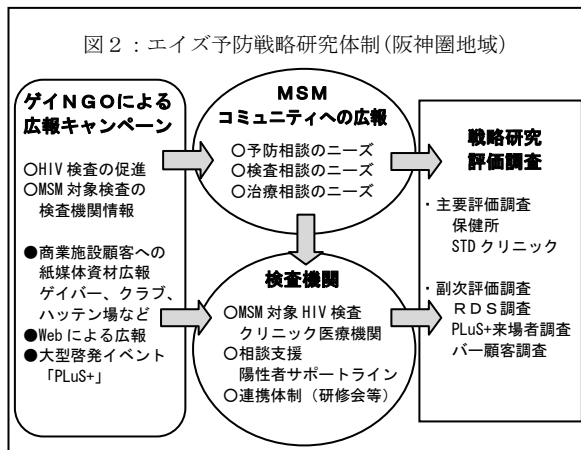 図２：エイズ予防戦略研究体制(阪神圏地域)
ゲイＮＧＯによる
広報キャンペーン
○HIV 検査の促進
○MSM 対象検査の
検査機関情報
●商業施設顧客への
紙媒体資材広報
ゲイバー、クラブ、
ハッテン場など
●Web による広報
●大型啓発イベント
「PLuS+」
ＭＳＭ
コミュニティへの広報
○予防相談のニーズ
○検査相談のニーズ
○治療相談のニーズ
検査機関
○MSM 対象 HIV 検査
クリニック医療機関
○相談支援
陽性者サポートライン
○連携体制（研修会等）
戦略研究
評価調査
・主要評価調査
保健所
STD クリニック
・副次評価調査
ＲＤＳ調査
PLuS+来場者調査
バー顧客調査